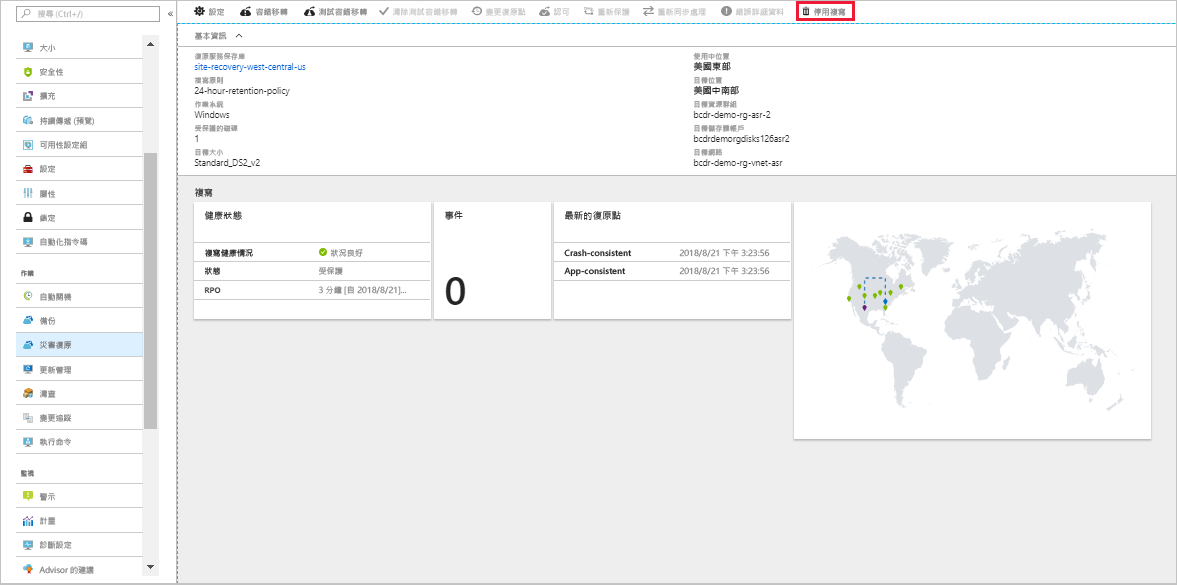 搜尋 (Ctrl+/)
«
設定
容錯移轉
測試容錯移轉
清除測試容錯移轉
變更復原點
認可
重新保護
重新同步處理
錯誤詳細資料
停用複寫
大小
安全性
擴充
持續傳遞 (預覽)
可用性設定組
設定
屬性
鎖定
自動化指令碼
作業
自動關機
備份
災害復原
更新管理
清查
變更追蹤
執行命令
監視
警示
計量
診斷設定
Advisor 的建議
基本資訊
復原服務保存庫
site-recovery-west-central-us
複寫原則
24-hour-retention-policy
作業系統
Windows
受保護的磁碟
1
目標大小
Standard_DS2_v2
使用中位置
美國東部
目標位置
美國中南部
目標資源群組
bcdr-demo-rg-asr-2
目標儲存體帳戶
bcdrdemorgdisks126asr2
目標網路
bcdr-demo-rg-vnet-asr
複寫
健康狀態
複寫健康情況 狀況良好
狀態 受保護
RPO 3 分鐘 [自 2018/8/21]...
事件
0
最新的復原點
Crash-consistent 2018/8/21 下午 3:23:56
App-consistent 2018/8/21 下午 3:23:56